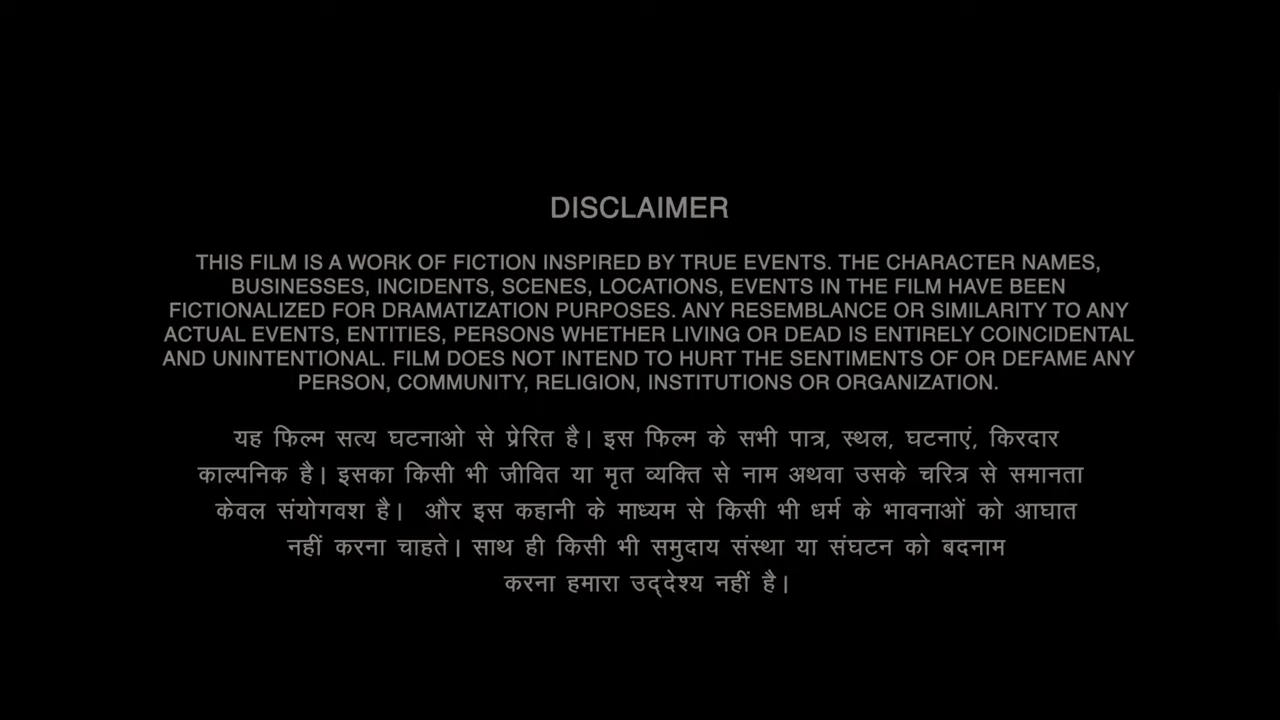 DISCLAIMER
THIS FILM IS A WORK OF FICTION INSPIRED BY TRUE EVENTS. THE CHARACTER NAMES,
BUSINESSES, INCIDENTS, SCENES, LOCATIONS, EVENTS IN THE FILM HAVE BEEN
FICTIONALIZED FOR DRAMATIZATION PURPOSES. ANY RESEMBLANCE OR SIMILARITY TO ANY
ACTUAL EVENTS, ENTITIES, PERSONS WHETHER LIVING OR DEAD IS ENTIRELY COINCIDENTAL
AND UNINTENTIONAL. FILM DOES NOT INTEND TO HURT THE SENTIMENTS OF OR DEFAME ANY
PERSON, COMMUNITY, RELIGION, INSTITUTIONS OR ORGANIZATION.
यह फिल्म सत्य घटनाओ से प्रेरित है। इस फिल्म के सभी पात्र, स्थल, घटनाएं, किरदार
काल्पनिक है। इसका किसी भी जीवित या मृत व्यक्ति से नाम अथवा उसके चरित्र से समानता
केवल संयोगवश है। और इस कहानी के माध्यम से किसी भी धर्म के भावनाओं को आघात
नहीं करना चाहते। साथ ही किसी भी समुदाय संस्था या संघटन को बदनाम
करना हमारा उद्देश्य नहीं है।